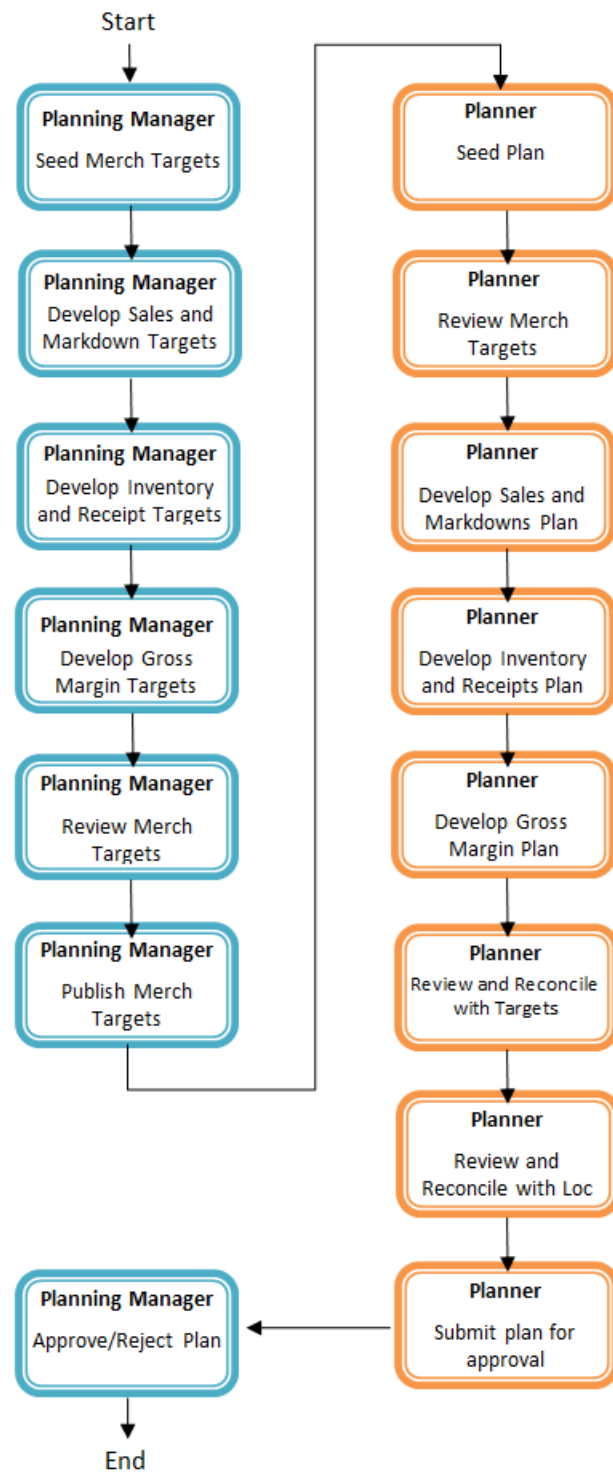 Start
Planning Manager
Seed Merch Targets
Planning Manager
Develop Sales and
Markdown Targets
Planning Manager
Develop Inventory
and Receipt Targets
Planning Manager
Develop Gross
Margin Targets
Planning Manager
Review Merch
Targets
Planning Manager
Publish Merch
Targets
Planner
Seed Plan
Planner
Review Merch
Targets
Planner
Develop Sales and
Markdowns Plan
Planner
Develop Inventory
and Receipts Plan
Planner
Develop Gross
Margin Plan
Planner
Review and Reconcile
with Targets
Planner
Review and
Reconcile with Loc
Planner
Submit plan for
approval
Planning Manager
Approve/Reject Plan
End